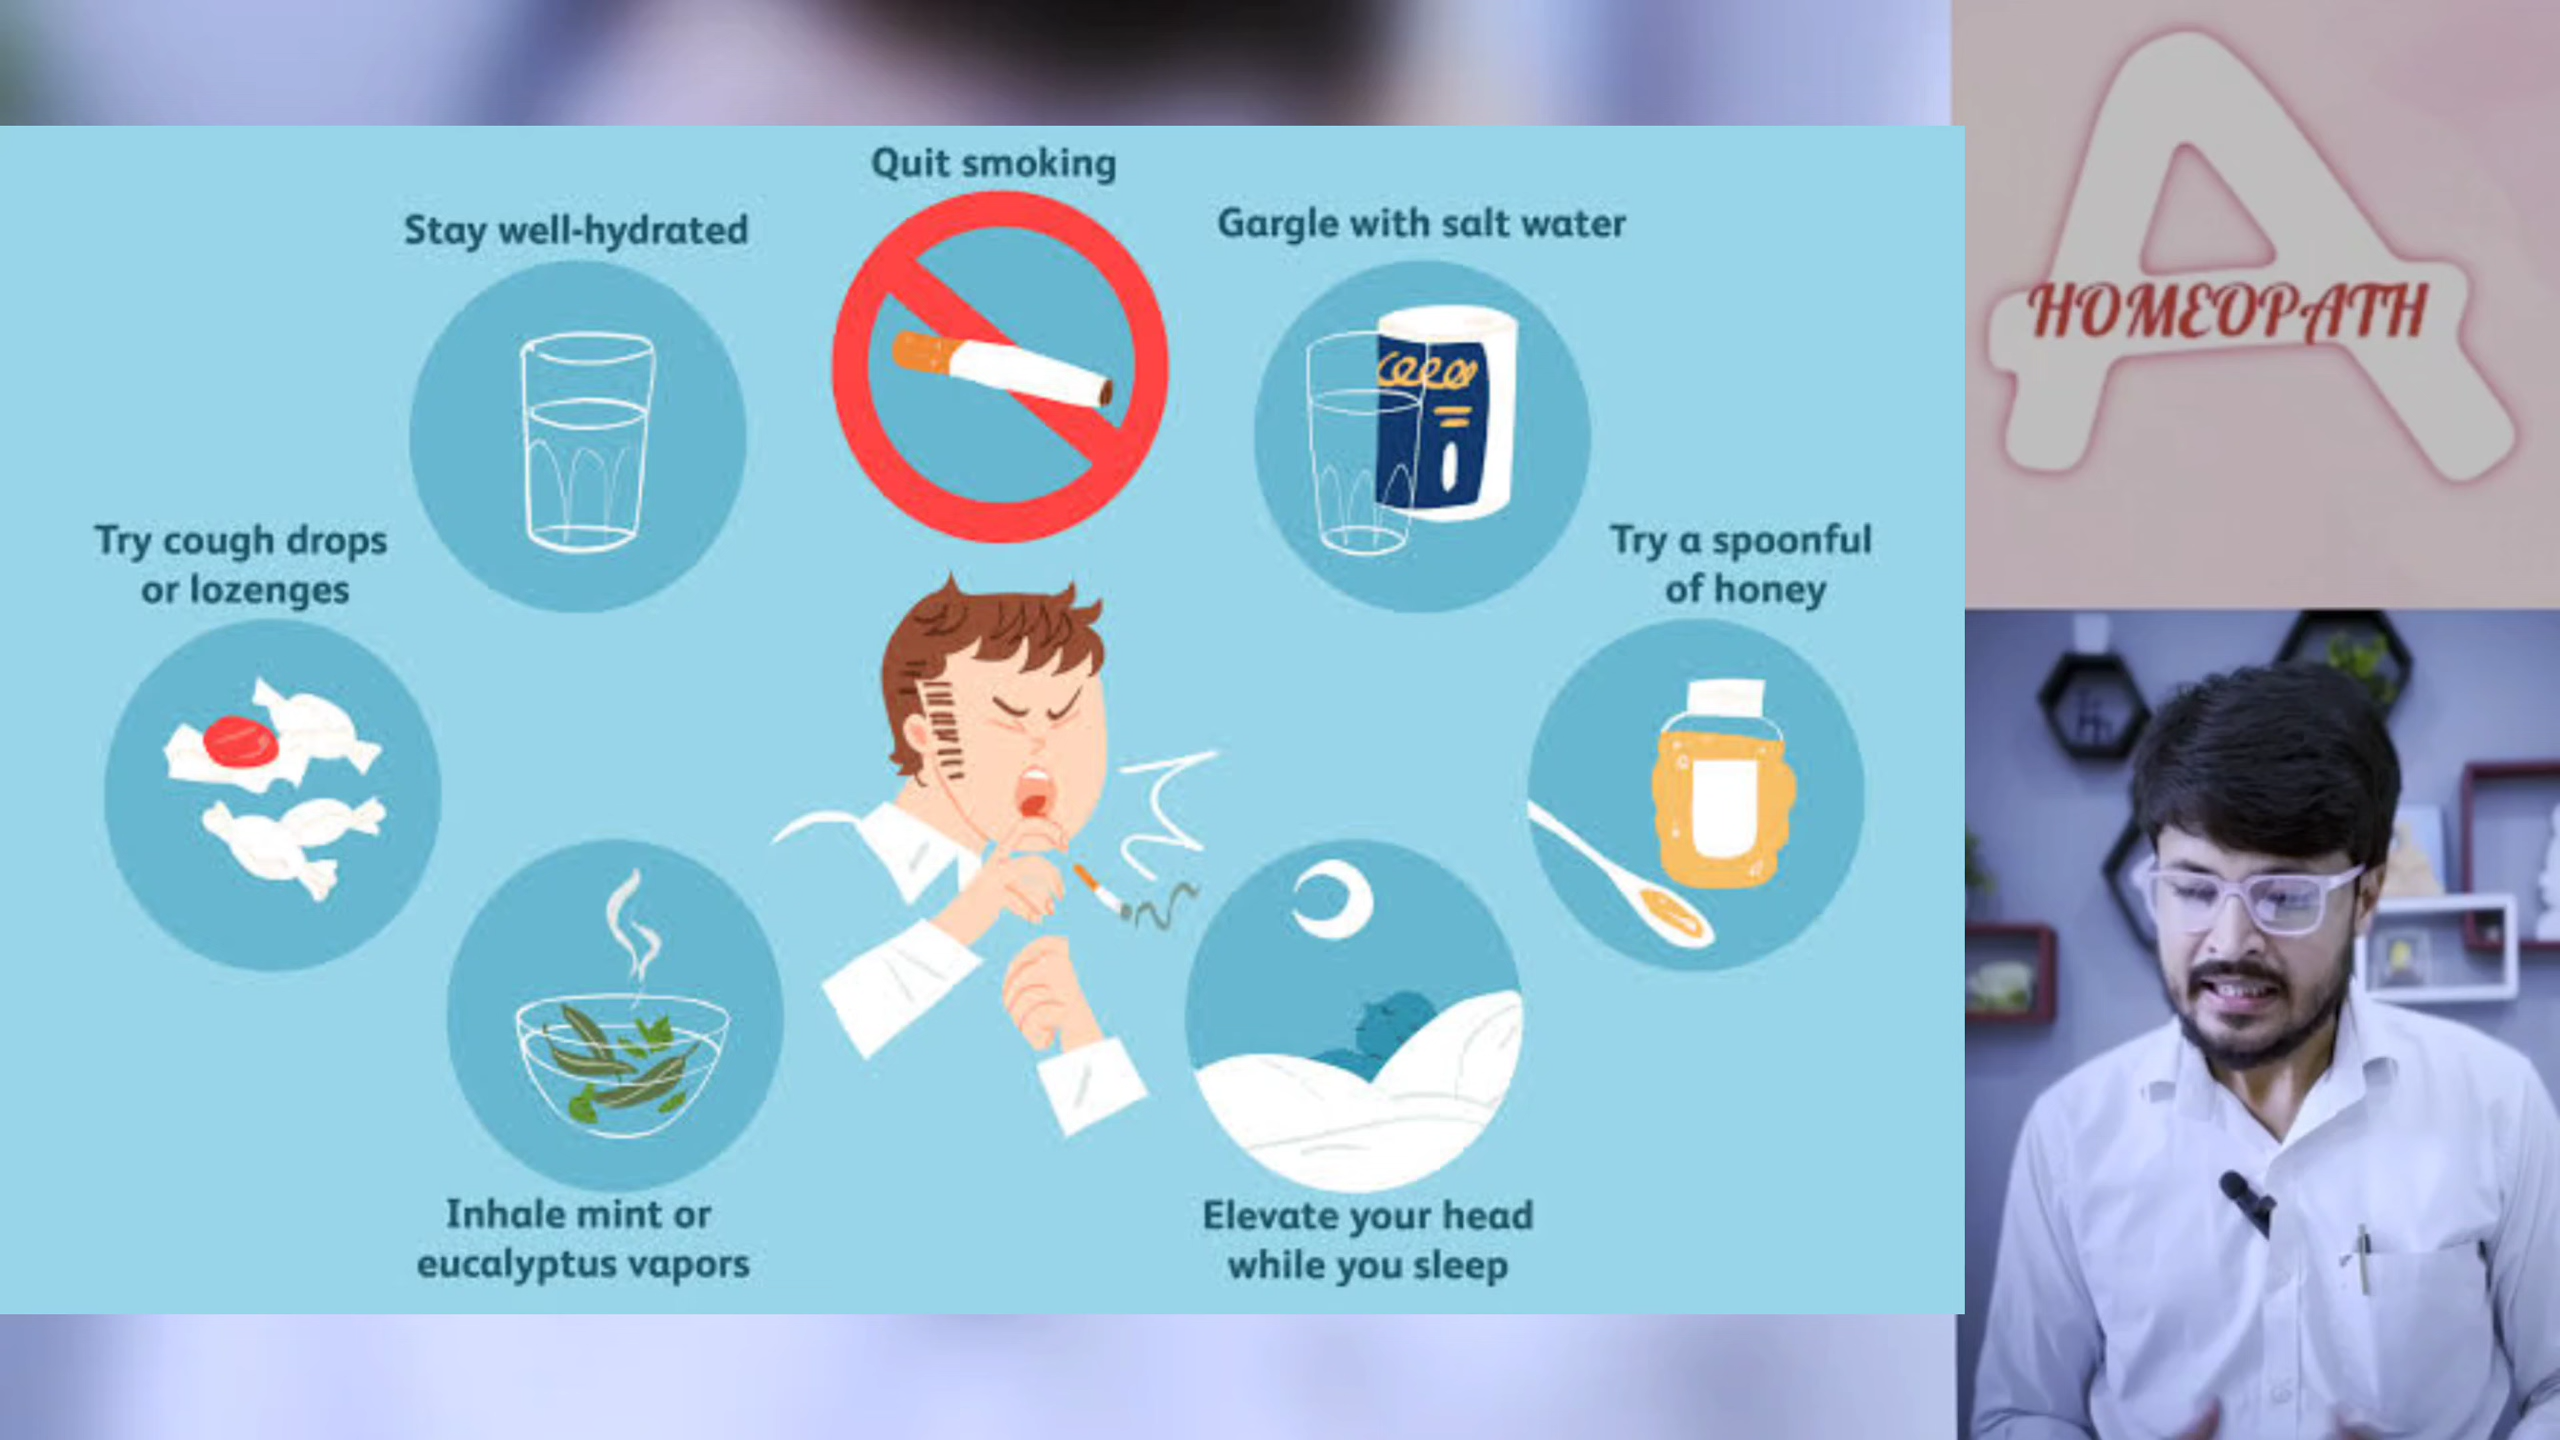 Quit smoking
Stay well-hydrated
Gargle with salt water
Try cough drops
or lozenges
Try a spoonful
of honey
Inhale mint or
eucalyptus vapors
Elevate your head
while you sleep
A
HOMEOPATH